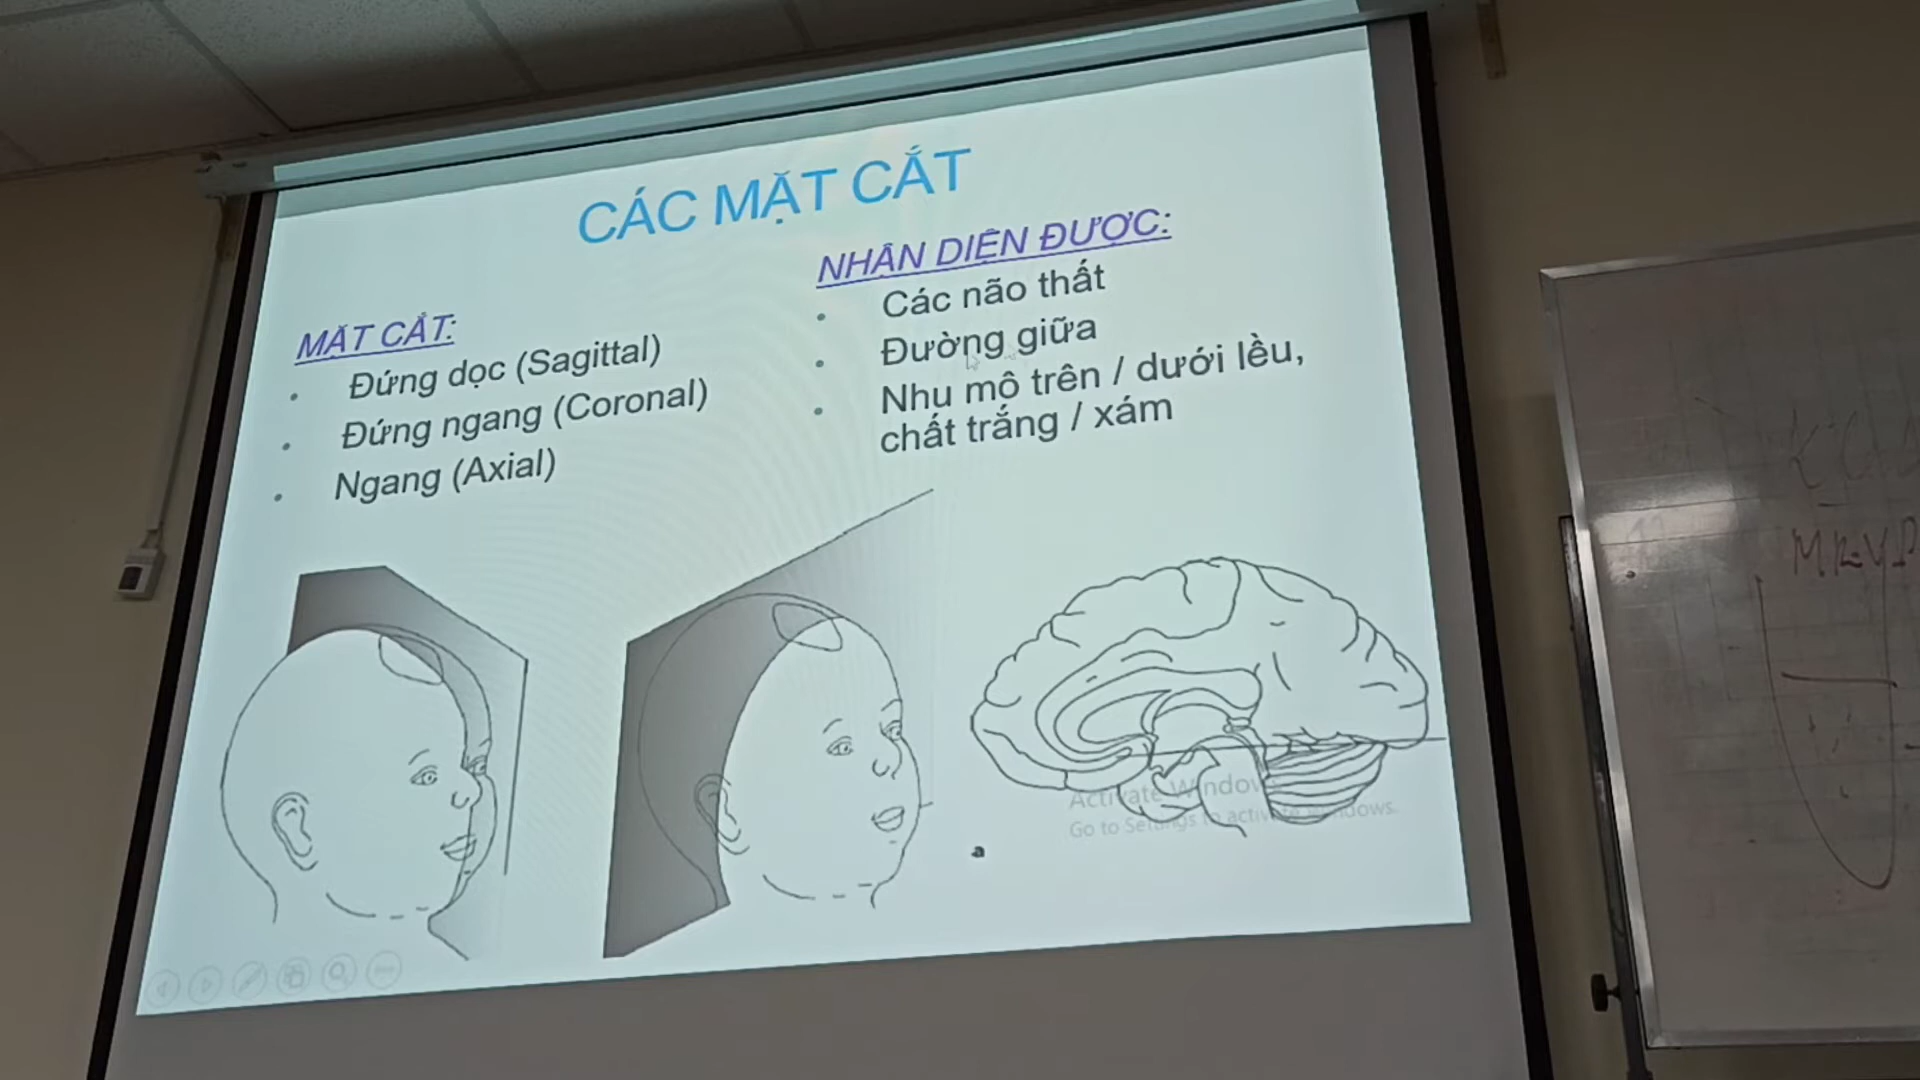 CÁC MẶT CẮT
MẶT CẮT:
Đứng dọc (Sagittal)
Đứng ngang (Coronal)
Ngang (Axial)
NHẬN DIỆN ĐƯỢC:
Các não thất
Đường giữa
Nhu mô trên / dưới lều,
chất trắng / xám
Activate Windows
Go to Settings to activate Windows.
a